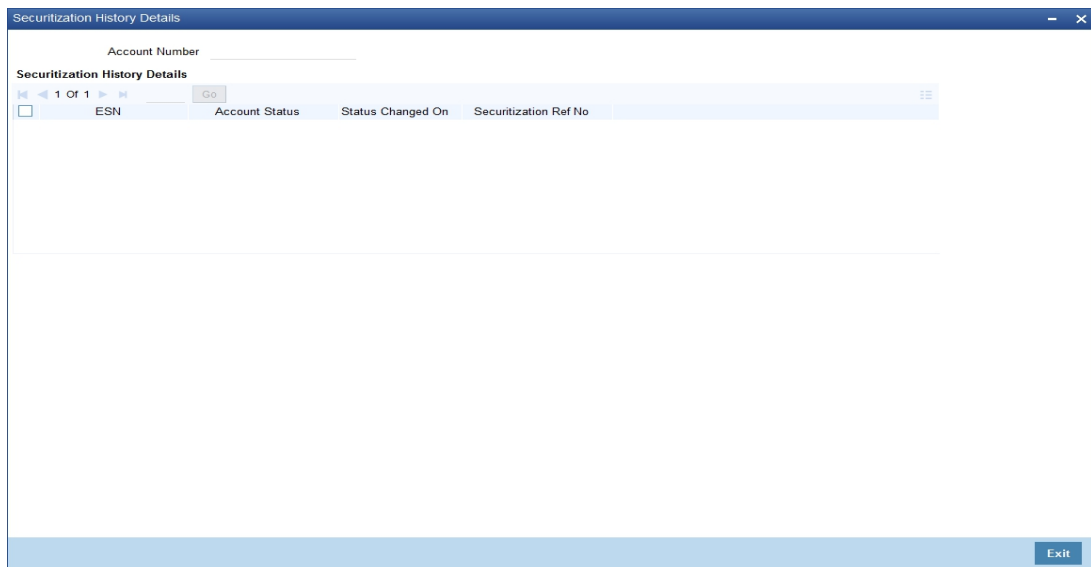 Securitization History Details
Account Number
Securitization History Details
1 Of 1 Go
ESN Account Status Status Changed On Securitization Ref No
Exit